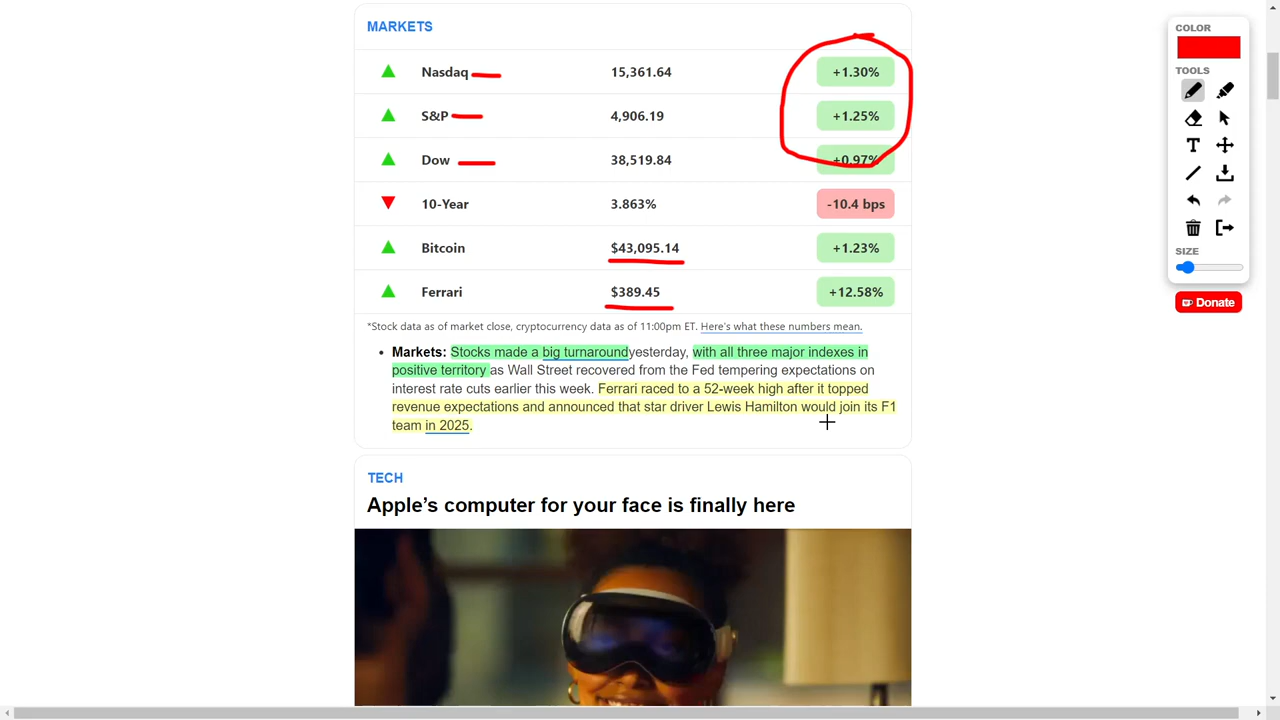 MARKETS
Nasdaq 15,361.64 +1.30%
S&P 4,906.19 +1.25%
Dow 38,519.84 +0.97%
10-Year 3.863% -10.4 bps
Bitcoin $43,095.14 +1.23%
Ferrari $389.45 +12.58%
*Stock data as of market close, cryptocurrency data as of 11:00pm ET. Here's what these numbers mean.
• Markets: Stocks made a big turnaround yesterday, with all three major indexes in
positive territory as Wall Street recovered from the Fed tempering expectations on
interest rate cuts earlier this week. Ferrari raced to a 52-week high after it topped
revenue expectations and announced that star driver Lewis Hamilton would join its F1
team in 2025.
TECH
Apple’s computer for your face is finally here
COLOR
TOOLS
T
SIZE
Donate